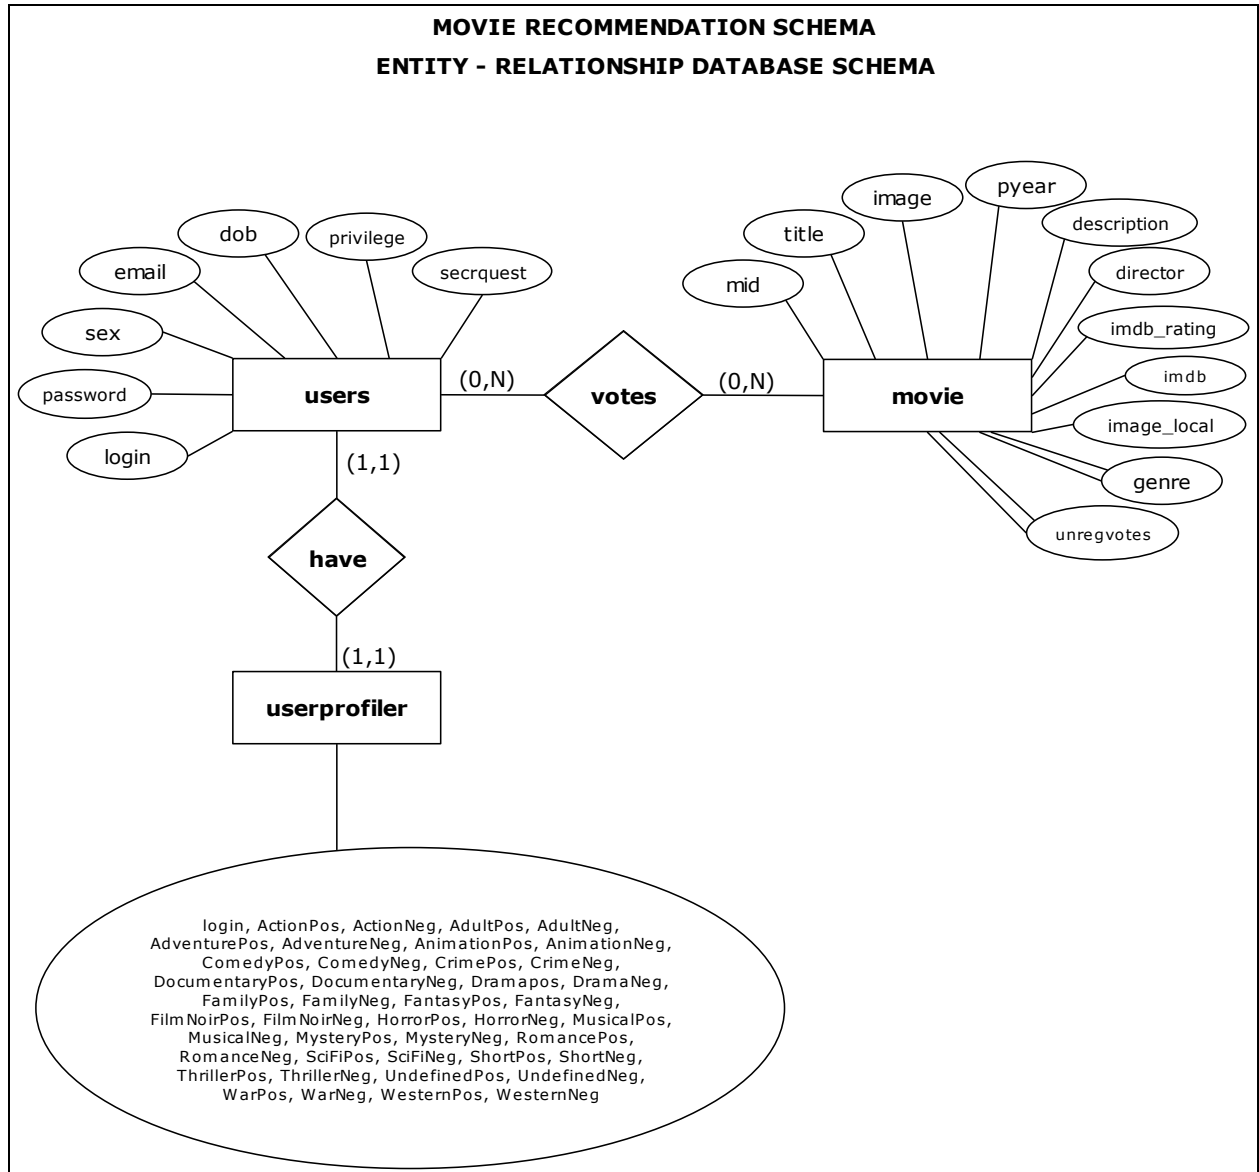 MOVIE RECOMMENDATION SCHEMA
ENTITY - RELATIONSHIP DATABASE SCHEMA
login
password
sex
email
dob
privilege
secrquest
users
(0,N)
votes
(0,N)
mid
title
image
pyear
description
director
imdb_rating
imdb
image_local
genre
unregvotes
movie
(1,1)
have
(1,1)
userprofiler
login, ActionPos, ActionNeg, AdultPos, AdultNeg,
AdventurePos, AdventureNeg, AnimationPos, AnimationNeg,
ComedyPos, ComedyNeg, CrimePos, CrimeNeg,
DocumentaryPos, DocumentaryNeg, Dramapos, DramaNeg,
FamilyPos, FamilyNeg, FantasyPos, FantasyNeg,
FilmNoirPos, FilmNoirNeg, HorrorPos, HorrorNeg, MusicalPos,
MusicalNeg, MysteryPos, MysteryNeg, RomancePos,
RomanceNeg, SciFiPos, SciFiNeg, ShortPos, ShortNeg,
ThrillerPos, ThrillerNeg, UndefinedPos, UndefinedNeg,
WarPos, WarNeg, WesternPos, WesternNeg